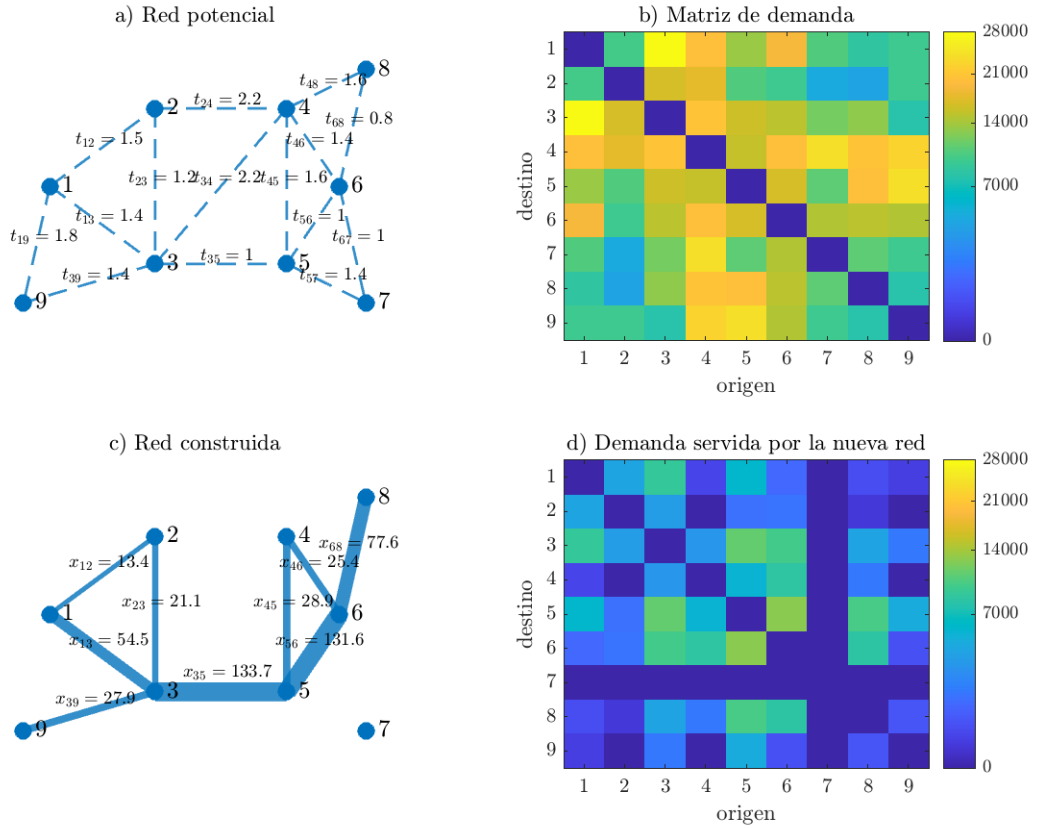 a) Red potencial
8
t48 = 1.6
2
t24 = 2.2
4
t68 = 0.8
t12 = 1.5
t46 = 1.4
1
t23 = 1.2
t34 = 2.2
t45 = 1.6
6
t13 = 1.4
t56 = 1
t19 = 1.8
t67 = 1
t35 = 1
3
5
t39 = 1.4
t57 = 1.4
9
7
b) Matriz de demanda
destino
1
2
3
4
5
6
7
8
9
1 2 3 4 5 6 7 8 9
origen
28000
21000
14000
7000
0
c) Red construida
8
2
4
x68 = 77.6
x12 = 13.4
x46 = 25.4
1
x23 = 21.1
x45 = 28.9
6
x13 = 54.5
x56 = 131.6
x35 = 133.7
3
5
x39 = 27.9
9
7
d) Demanda servida por la nueva red
destino
1
2
3
4
5
6
7
8
9
1 2 3 4 5 6 7 8 9
origen
28000
21000
14000
7000
0